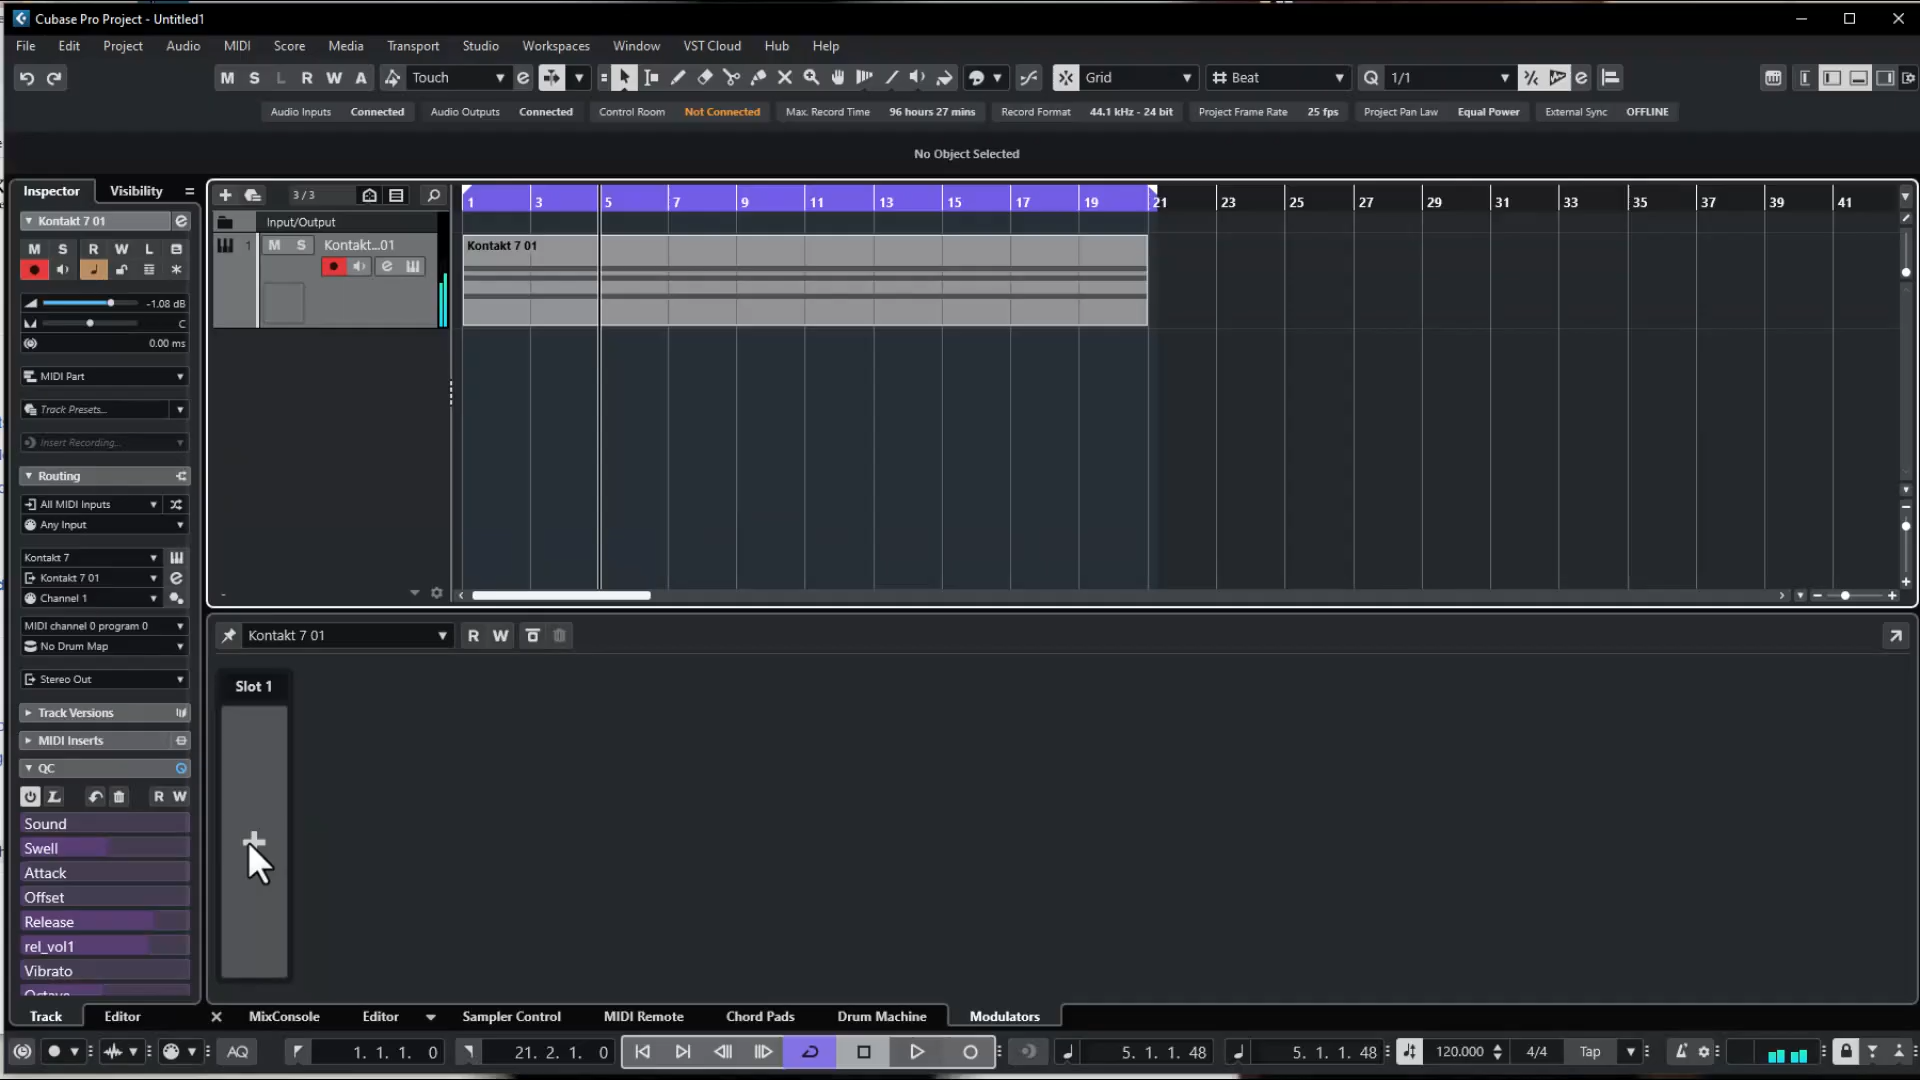 Cubase Pro Project - Untitled1
File Edit Project Audio MIDI Score Media Transport Studio Workspaces Window VST Cloud Hub Help
M S L R W A Touch Grid Beat Q 1/1
Audio Inputs Connected Audio Outputs Connected Control Room Not Connected Max. Record Time 96 hours 27 mins Record Format 44.1 kHz - 24 bit Project Frame Rate 25 fps Project Pan Law Equal Power External Sync OFFLINE
No Object Selected
Inspector Visibility
3/3
1 3 5 7 9 11 13 15 17 19 21 23 25 27 29 31 33 35 37 39 41
Kontakt 7 01
Input/Output
M S R W L
1 M S Kontakt...01
Kontakt 7 01
-1.08 dB
C
0.00 ms
MIDI Part
Track Presets...
Insert Recording...
Routing
All MIDI Inputs
Any Input
Kontakt 7
Kontakt 7 01
Channel 1
MIDI channel 0 program 0
No Drum Map
Stereo Out
Track Versions
MIDI Inserts
QC
R W
Sound
Swell
Attack
Offset
Release
rel_vol1
Vibrato
Octave
Kontakt 7 01 R W
Slot 1
Track Editor MixConsole Editor Sampler Control MIDI Remote Chord Pads Drum Machine Modulators
AQ 1. 1. 1. 0 21. 2. 1. 0 5. 1. 1. 48 5. 1. 1. 48 120.000 4/4 Tap